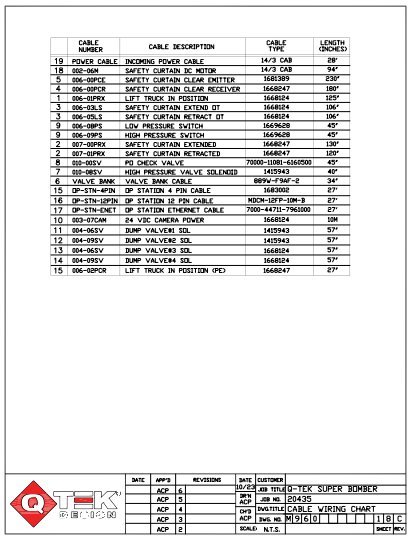 CABLE NUMBER CABLE DESCRIPTION CABLE TYPE LENGTH (INCHES)
19 POWER CABLE INCOMING POWER CABLE 14/3 CAB 28'
18 002-06M SAFETY CURTAIN DC MOTOR 14/3 CAB 94"
5 006-00PCE SAFETY CURTAIN CLEAR EMITTER 1681389 230"
4 006-00PCR SAFETY CURTAIN CLEAR RECEIVER 1668247 180"
1 006-01PRX LIFT TRUCK IN POSITION 1668124 125"
3 006-03LS SAFETY CURTAIN EXTEND OT 1668124 106"
3 006-05LS SAFETY CURTAIN RETRACT OT 1668124 106"
9 006-08PS LOW PRESSURE SWITCH 1669628 45"
9 006-09PS HIGH PRESSURE SWITCH 1669628 45"
2 007-00PRX SAFETY CURTAIN EXTENDED 1668247 130"
2 007-01PRX SAFETY CURTAIN RETRACTED 1668247 120"
8 010-00SV PO CHECK VALVE 70000-11081-6160500 45"
7 010-08SV HIGH PRESSURE VALVE SOLENOID 1415943 40"
6 VALVE BANK VALVE BANK CABLE 889W-F9AF-2 34"
15 OP-STN-4PIN OP STATION 4 PIN CABLE 1683002 27'
16 OP-STN-12PIN OP STATION 12 PIN CABLE MDCM-12FP-10M-B 27'
17 OP-STN-ENET OP STATION ETHERNET CABLE 7000-44711-7961000 27'
10 003-07CAM 24 VDC CAMERA POWER 1668124 10M
11 004-06SV DUMP VALVE#1 SOL 1415943 57"
12 004-09SV DUMP VALVE#2 SOL 1668124 57"
13 004-06SV DUMP VALVE#3 SOL 1415943 57"
14 004-09SV DUMP VALVE#4 SOL 1668124 57"
15 006-02PCR LIFT TRUCK IN POSITION (PE) 1668247 27'
Q-TEK DESIGN
DATE APP'D REVISIONS DATE CUSTOMER
ACP 6 10/23 JOB TITLE Q-TEK SUPER BOMBER
ACP 5 DR'N ACP JOB NO. 20435
ACP 4 CH'D ACP DWG.TITLE CABLE WIRING CHART
ACP 3 DWG. NO. M960 18 C
ACP 2 SCALE: N.T.S. SHEET REV.